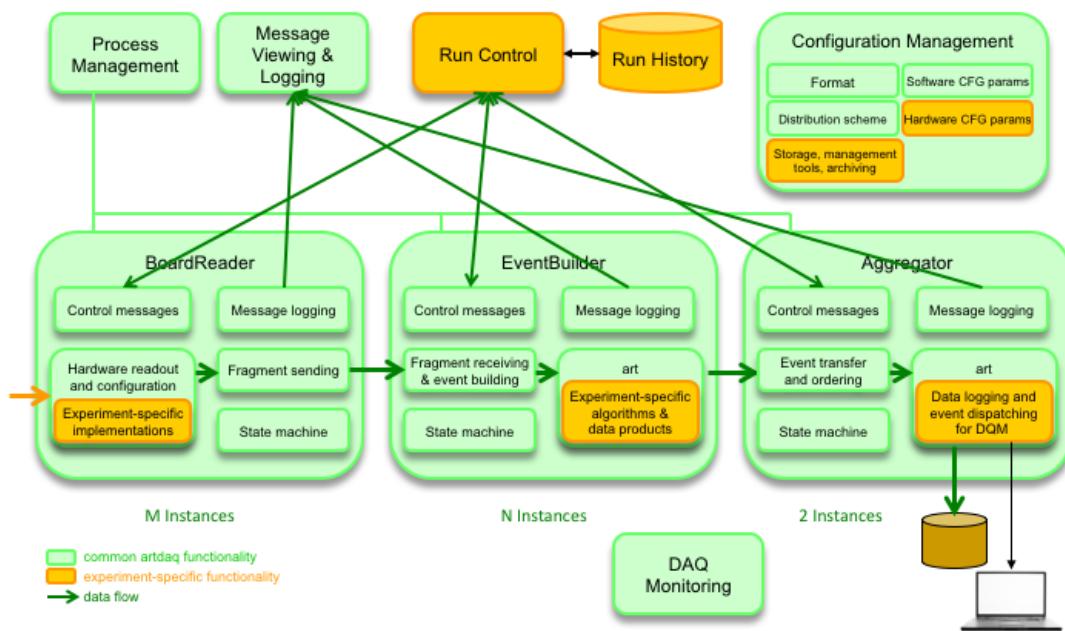 Process
Management
Message
Viewing &
Logging
Run Control
Run History
Configuration Management
Format
Software CFG params
Distribution scheme
Hardware CFG params
Storage, management
tools, archiving
BoardReader
Control messages
Message logging
Hardware readout
and configuration
Experiment-specific
implementations
Fragment sending
State machine
EventBuilder
Control messages
Message logging
Fragment receiving
& event building
art
Experiment-specific
algorithms &
data products
State machine
Aggregator
Control messages
Message logging
Event transfer
and ordering
art
Data logging and
event dispatching
for DQM
State machine
M Instances
N Instances
2 Instances
common artdaq functionality
experiment-specific functionality
data flow
DAQ
Monitoring